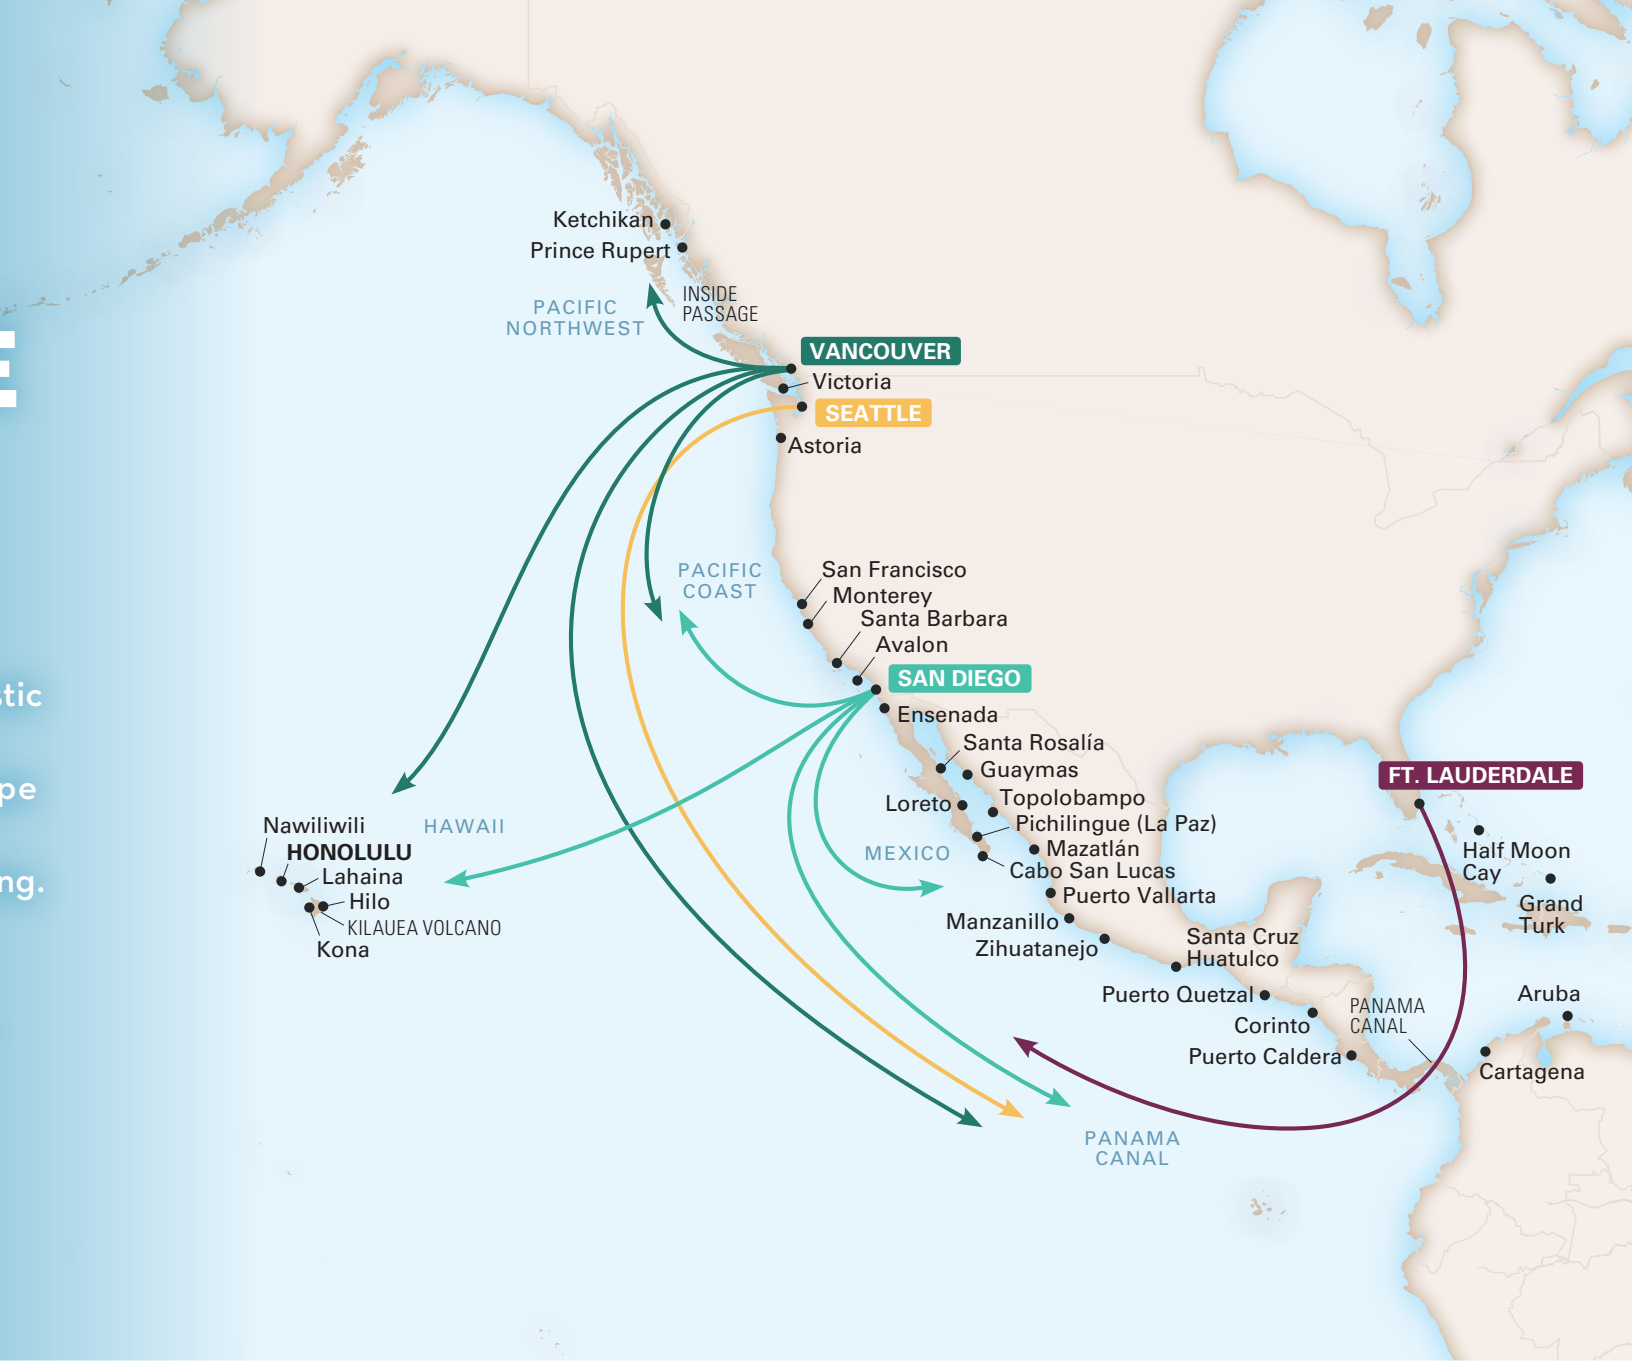 E
stic
pe
ng.
Ketchikan
Prince Rupert
INSIDE
PASSAGE
PACIFIC
NORTHWEST
VANCOUVER
Victoria
SEATTLE
Astoria
PACIFIC
COAST
San Francisco
Monterey
Santa Barbara
Avalon
SAN DIEGO
Ensenada
Santa Rosalía
Guaymas
Loreto
Topolobampo
Pichilingue (La Paz)
MEXICO
Mazatlán
Cabo San Lucas
Puerto Vallarta
Manzanillo
Zihuatanejo
Santa Cruz
Huatulco
Puerto Quetzal
Corinto
Puerto Caldera
PANAMA
CANAL
HAWAII
Nawiliwili
HONOLULU
Lahaina
Hilo
KILAUEA VOLCANO
Kona
FT. LAUDERDALE
Half Moon
Cay
Grand
Turk
Aruba
Cartagena
PANAMA
CANAL